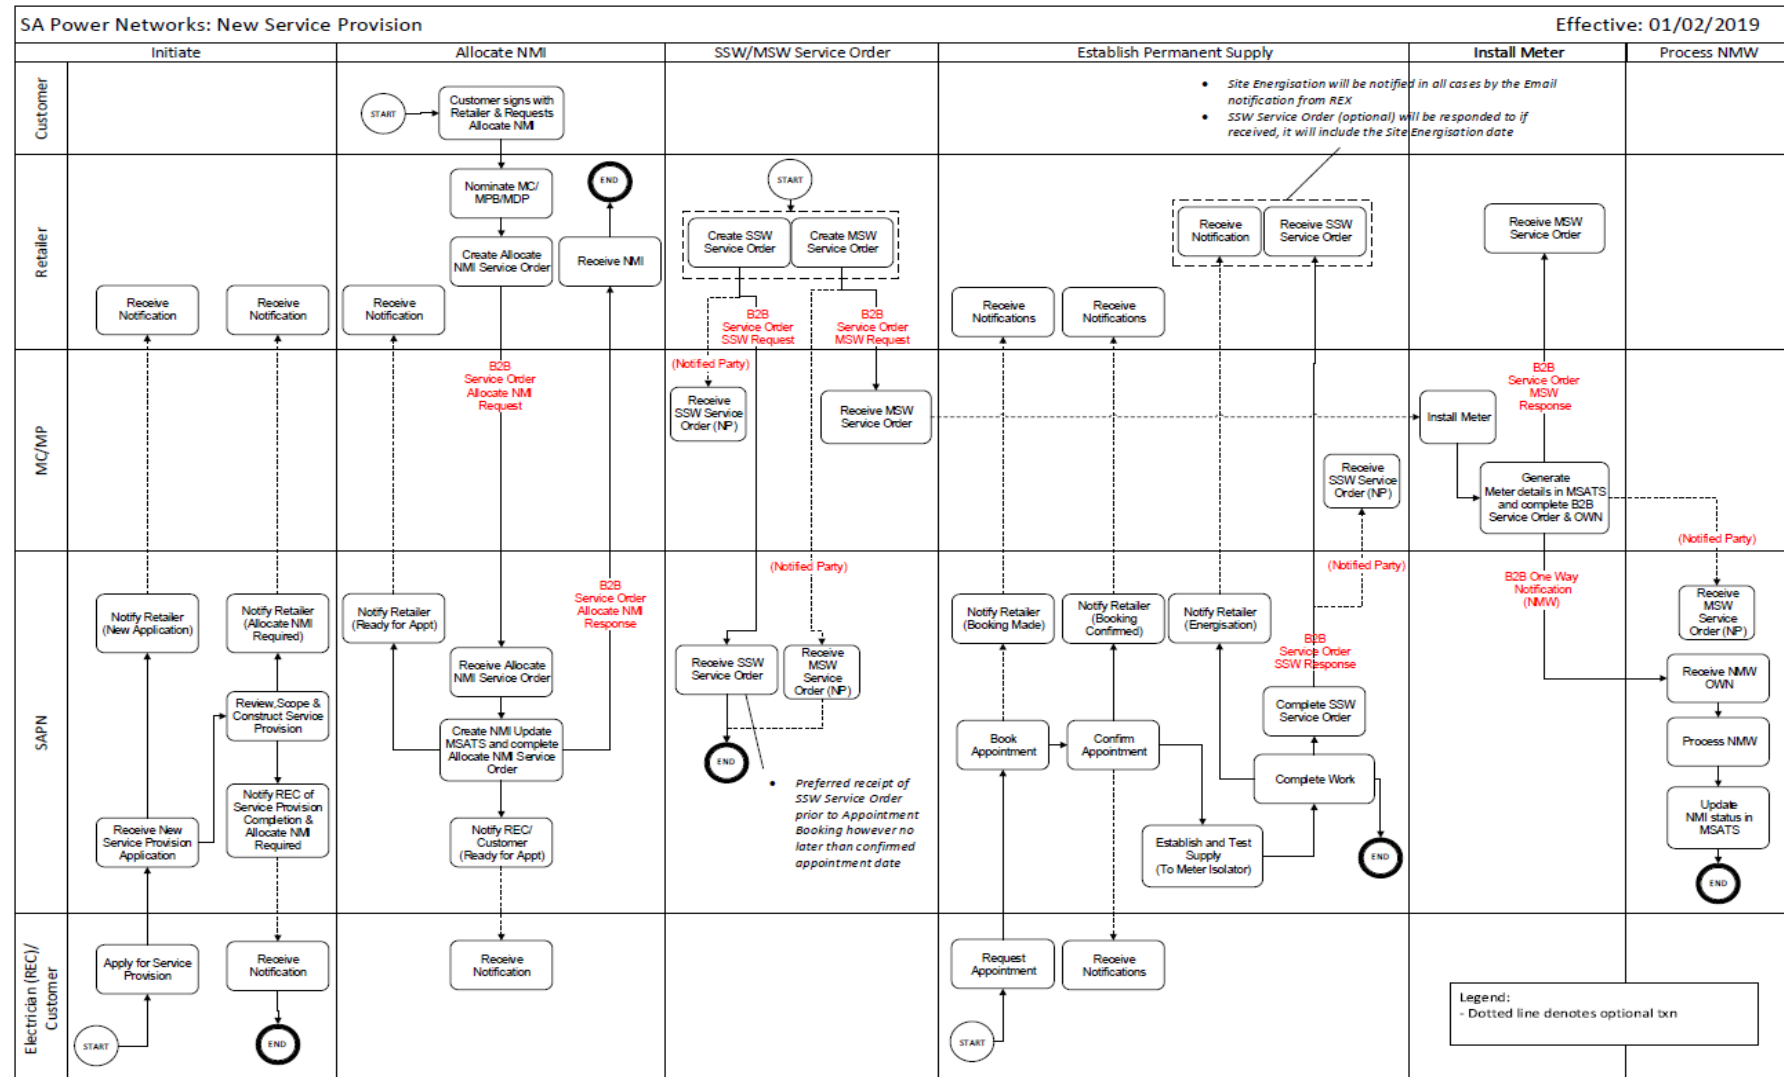 SA Power Networks: New Service Provision
Effective: 01/02/2019
Initiate
Allocate NMI
SSW/MSW Service Order
Establish Permanent Supply
Install Meter
Process NMW
Customer
START
Customer signs with
Retailer & Requests
Allocate NMI
• Site Energisation will be notified in all cases by the Email
notification from REX
• SSW Service Order (optional) will be responded to if
received, it will include the Site Energisation date
Retailer
Nominate MC/
MPB/MDP
END
START
Create Allocate
NMI Service Order
Receive NMI
Create SSW
Service Order
Create MSW
Service Order
Receive
Notification
Receive SSW
Service Order
Receive MSW
Service Order
Receive
Notification
Receive
Notification
Receive
Notification
B2B
Service Order
SSW Request
B2B
Service Order
MSW Request
Receive
Notifications
Receive
Notifications
MC/MP
B2B
Service Order
Allocate NMI
Request
(Notified Party)
Receive
SSW Service
Order (NP)
Receive MSW
Service Order
Install Meter
B2B
Service Order
MSW
Response
Receive
SSW Service
Order (NP)
Generate
Meter details in MSATS
and complete B2B
Service Order & OWN
(Notified Party)
SAPN
Notify Retailer
(New Application)
Notify Retailer
(Allocate NMI
Required)
Notify Retailer
(Ready for Appt)
B2B
Service Order
Allocate NMI
Response
(Notified Party)
Notify Retailer
(Booking Made)
Notify Retailer
(Booking
Confirmed)
Notify Retailer
(Energisation)
(Notified Party)
B2B One Way
Notification
(NMW)
Receive
MSW
Service
Order (NP)
Receive Allocate
NMI Service Order
Receive SSW
Service Order
Receive
MSW
Service
Order (NP)
B2B
Service Order
SSW Response
Receive NMW
OWN
Review,Scope &
Construct Service
Provision
Create NMI Update
MSATS and complete
Allocate NMI Service
Order
END
Book
Appointment
Confirm
Appointment
Complete SSW
Service Order
Process NMW
Complete Work
Notify REC of
Service Provision
Completion &
Allocate NMI
Required
• Preferred receipt of
SSW Service Order
prior to Appointment
Booking however no
later than confirmed
appointment date
Update
NMI status in
MSATS
Receive New
Service Provision
Application
Notify REC/
Customer
(Ready for Appt)
Establish and Test
Supply
(To Meter Isolator)
END
END
Electrician (REC)/
Customer
Apply for Service
Provision
Receive
Notification
Receive
Notification
Request
Appointment
Receive
Notifications
START
END
START
Legend:
- Dotted line denotes optional txn